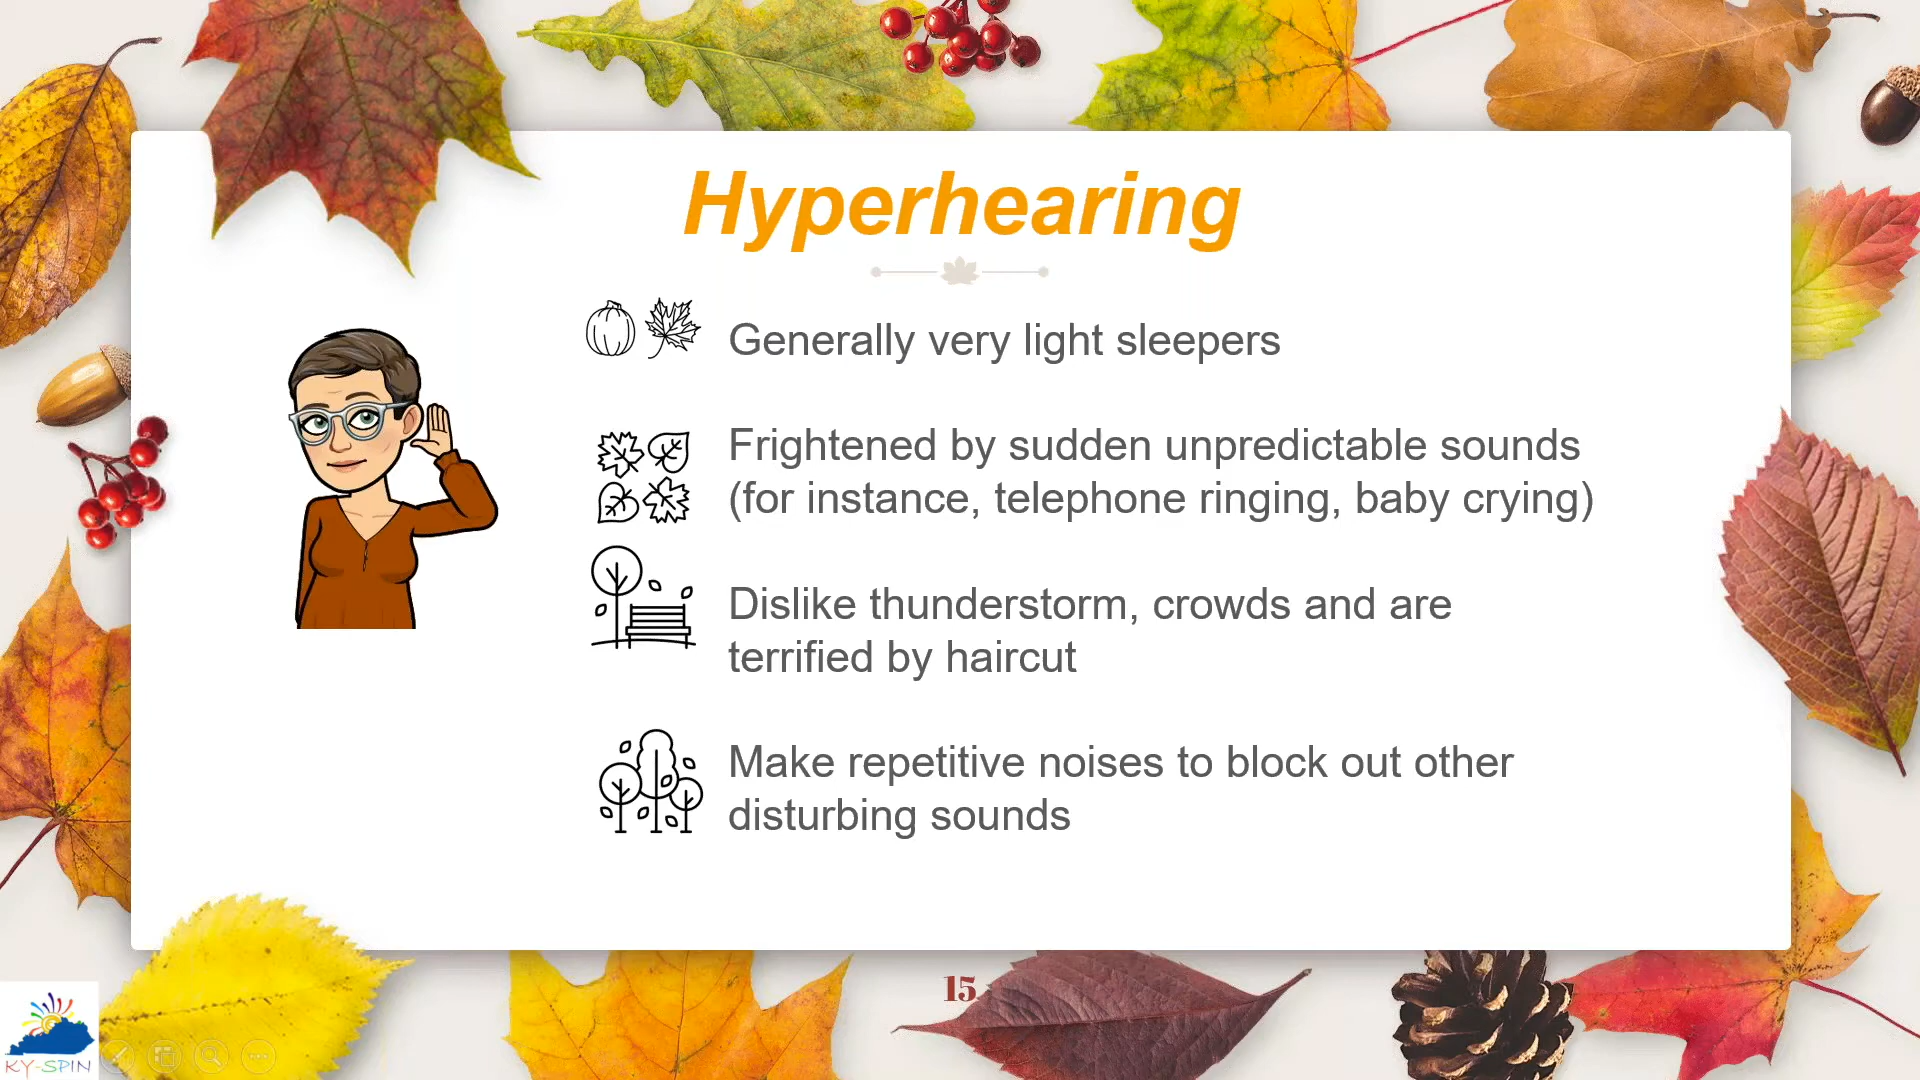 Hyperhearing
Generally very light sleepers
Frightened by sudden unpredictable sounds
(for instance, telephone ringing, baby crying)
Dislike thunderstorm, crowds and are
terrified by haircut
Make repetitive noises to block out other
disturbing sounds
15
KY-SPIN